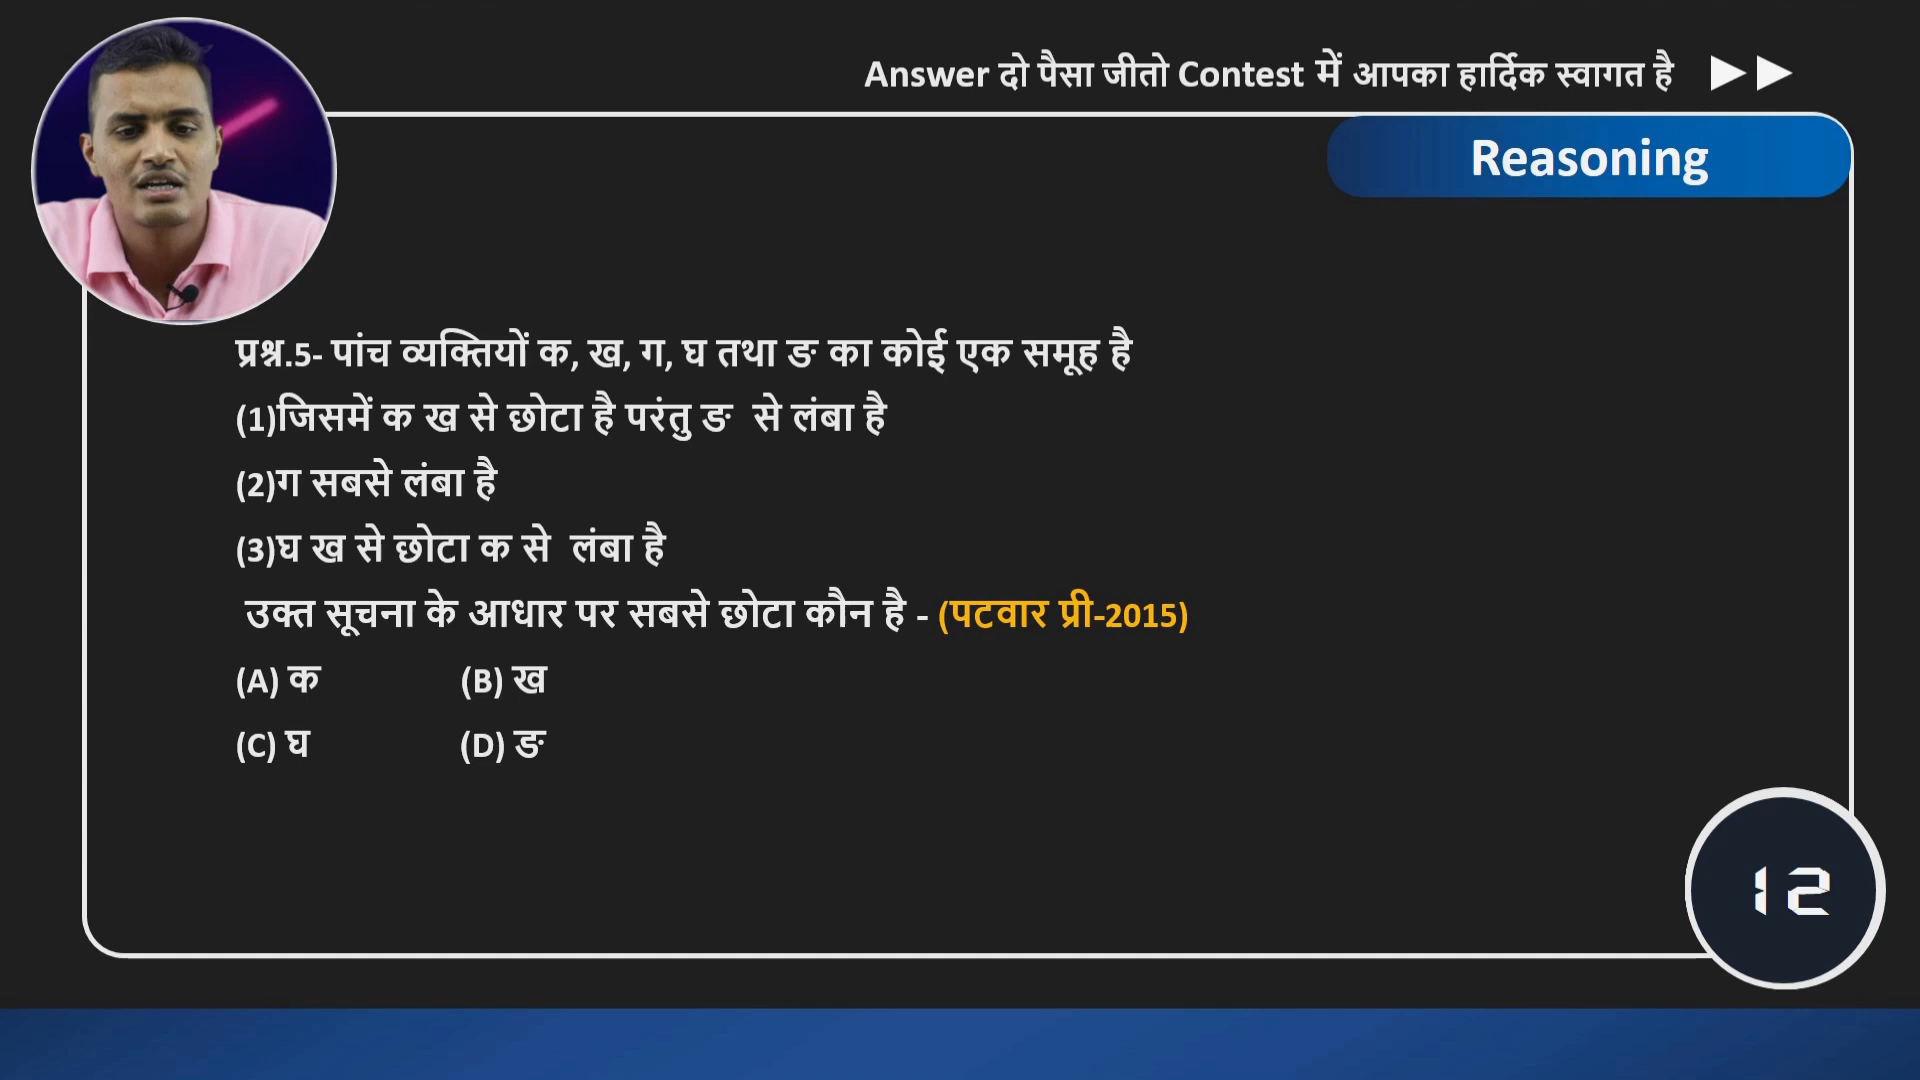 Answer दो पैसा जीतो Contest में आपका हार्दिक स्वागत है
Reasoning
प्रश्न.5- पांच व्यक्तियों क, ख, ग, घ तथा ङ का कोई एक समूह है
(1)जिसमें क ख से छोटा है परंतु ङ से लंबा है
(2)ग सबसे लंबा है
(3)घ ख से छोटा क से लंबा है
उक्त सूचना के आधार पर सबसे छोटा कौन है - (पटवार प्री-2015)
(A) क (B) ख
(C) घ (D) ङ
12